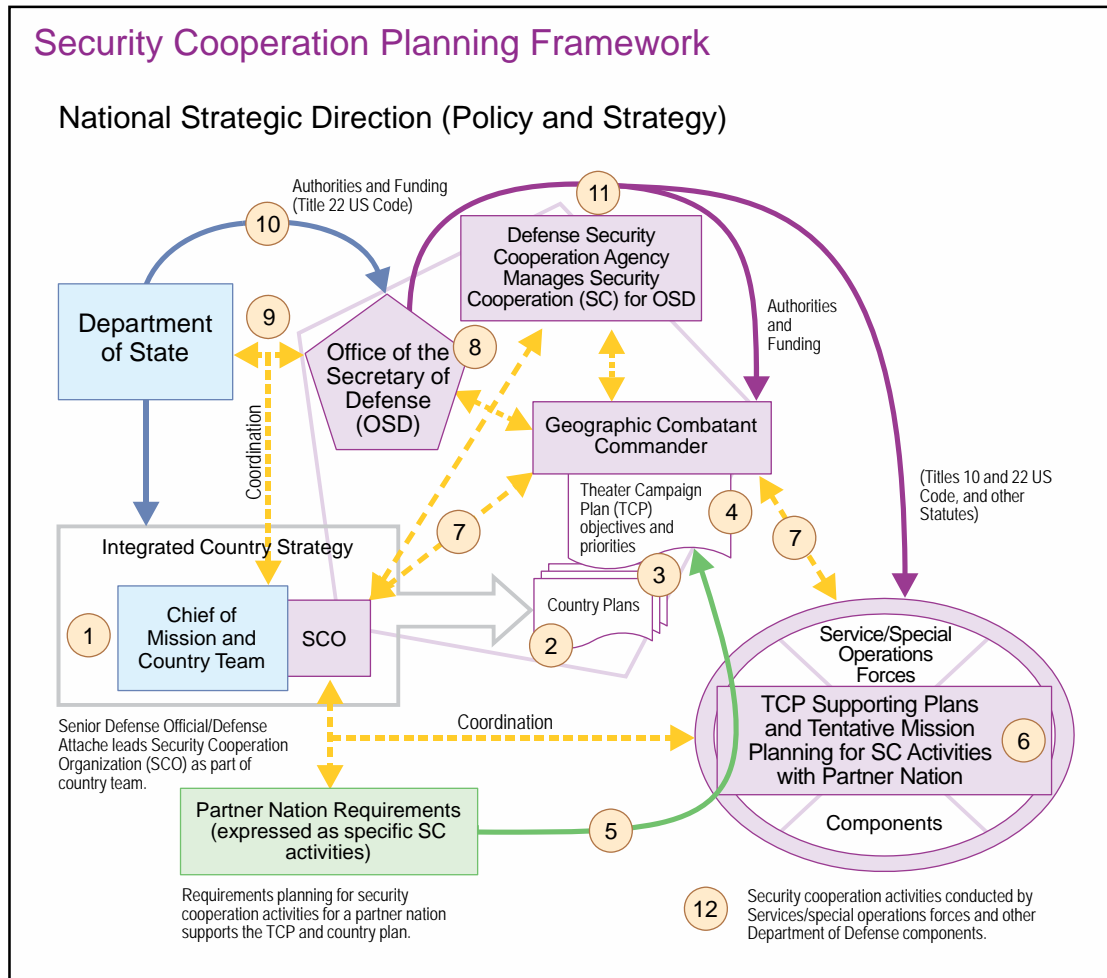 Security Cooperation Planning Framework
National Strategic Direction (Policy and Strategy)
Authorities and Funding
(Title 22 US Code)
10
11
Defense Security
Cooperation Agency
Manages Security
Cooperation (SC) for OSD
Department
of State
9
Office of the
Secretary of
Defense
(OSD)
8
Authorities
and
Funding
Coordination
Geographic Combatant
Commander
Theater Campaign
Plan (TCP)
objectives and
priorities
4
7
7
(Titles 10 and 22 US
Code, and other
Statutes)
Integrated Country Strategy
1
Chief of
Mission and
Country Team
SCO
3
Country Plans
2
Service/Special
Operations
Forces
TCP Supporting Plans
and Tentative Mission
Planning for SC Activities
with Partner Nation
6
Components
Senior Defense Official/Defense
Attache leads Security Cooperation
Organization (SCO) as part of
country team.
Coordination
Partner Nation Requirements
(expressed as specific SC
activities)
5
Requirements planning for security
cooperation activities for a partner nation
supports the TCP and country plan.
12
Security cooperation activities conducted by
Services/special operations forces and other
Department of Defense components.